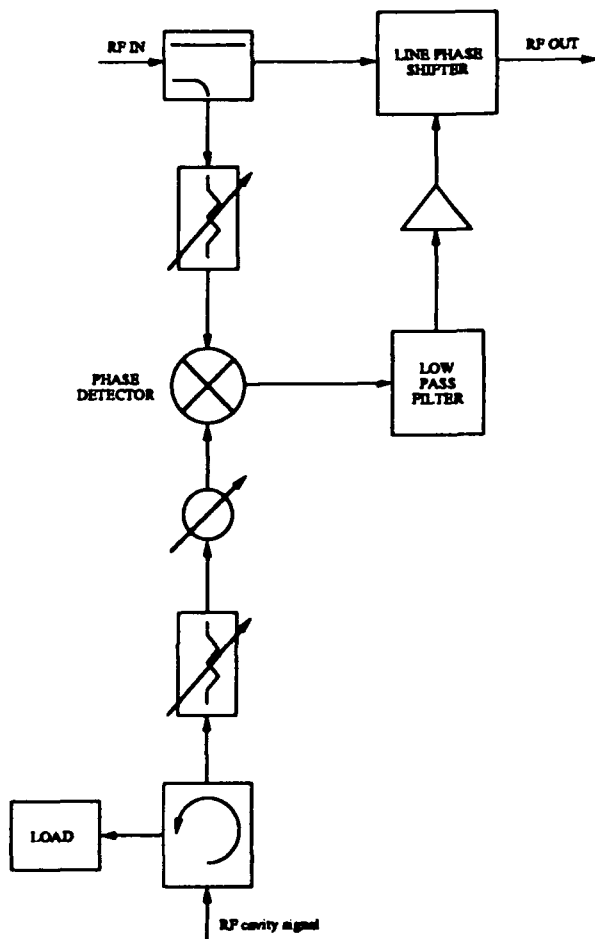 RF IN
LINE PHASE
SHIFTER
RF OUT
PHASE
DETECTOR
LOW
PASS
FILTER
LOAD
RF cavity signal